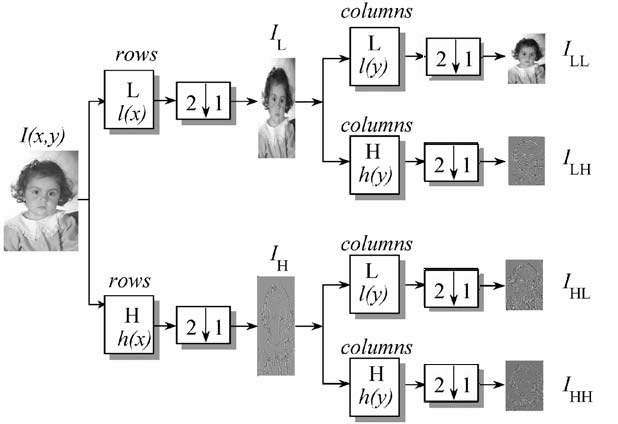 columns
I_L
L
l(y)
2↓1
I_LL
rows
L
l(x)
2↓1
columns
H
h(y)
2↓1
I_LH
I(x,y)
columns
I_H
L
l(y)
2↓1
I_HL
rows
H
h(x)
2↓1
columns
H
h(y)
2↓1
I_HH